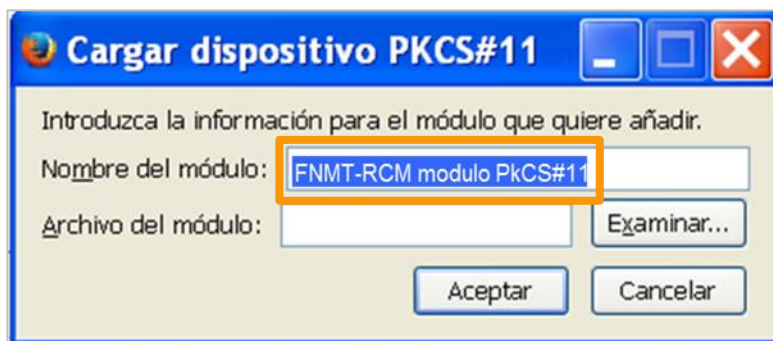 Cargar dispositivo PKCS#11
Introduzca la información para el módulo que quiere añadir.
Nombre del módulo: FNMT-RCM modulo PkCS#11
Archivo del módulo: Examinar...
Aceptar Cancelar